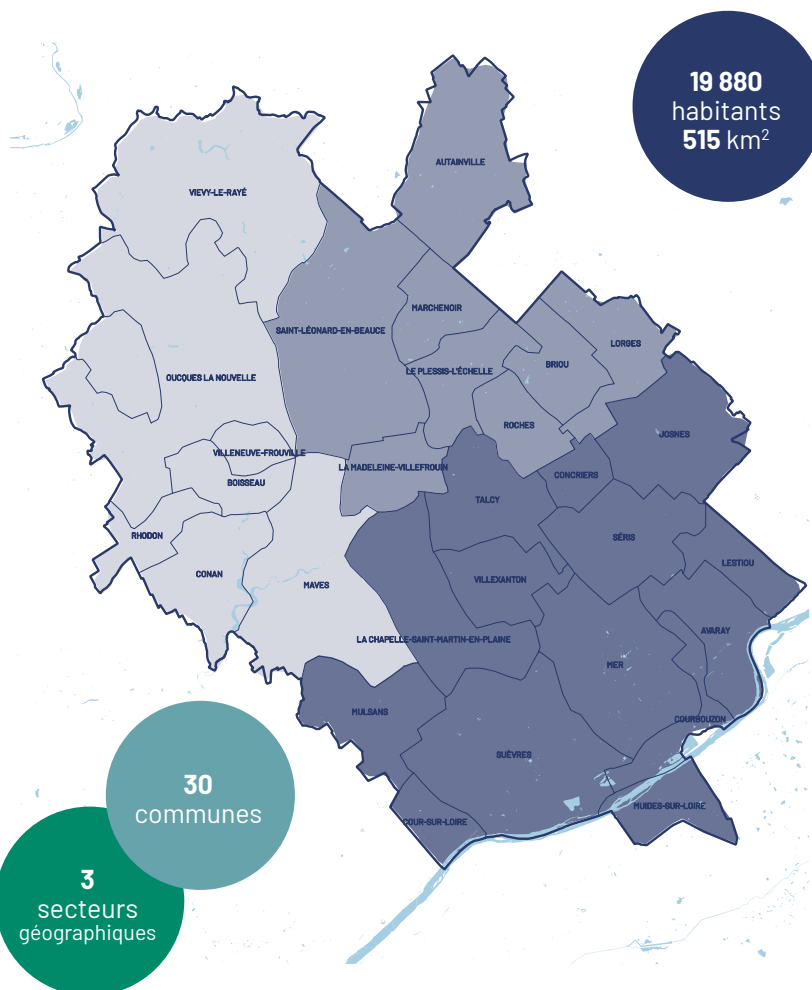 19 880
habitants
515 km²
AUTAINVILLE
VIEVY-LE-RAYÉ
MARCHENOIR
SAINT-LÉONARD-EN-BEAUCE
LORGES
BRIOU
LE PLESSIS-L'ÉCHELLE
OUCQUES LA NOUVELLE
ROCHES
JOSNES
VILLENEUVE-FROUVILLE
LA MADELEINE-VILLEFROUIN
CONCRIERS
BOISSEAU
TALCY
RHODON
SÉRIS
LESTIOU
CONAN
VILLEXANTON
MAVES
AVARAY
LA CHAPELLE-SAINT-MARTIN-EN-PLAINE
MER
MULSANS
COURBOUZON
SUÈVRES
MUIDES-SUR-LOIRE
COUR-SUR-LOIRE
30
communes
3
secteurs
géographiques